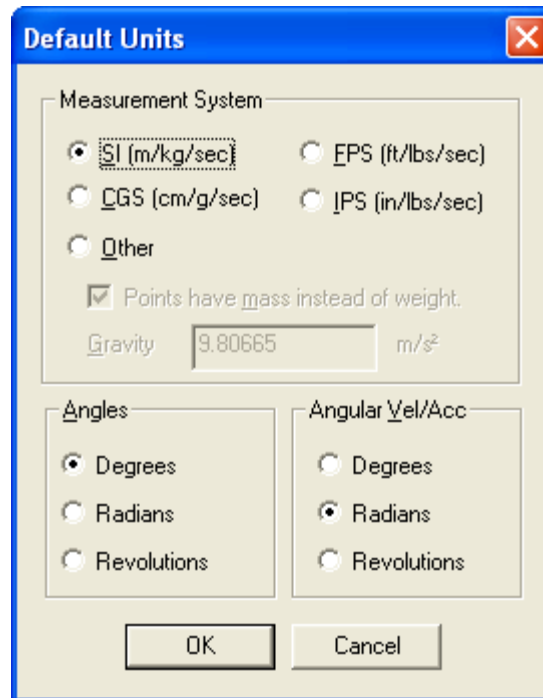 Default Units
Measurement System
SI (m/kg/sec)
FPS (ft/lbs/sec)
CGS (cm/g/sec)
IPS (in/lbs/sec)
Other
Points have mass instead of weight.
Gravity 9.80665 m/s²
Angles
Degrees
Radians
Revolutions
Angular Vel/Acc
Degrees
Radians
Revolutions
OK
Cancel